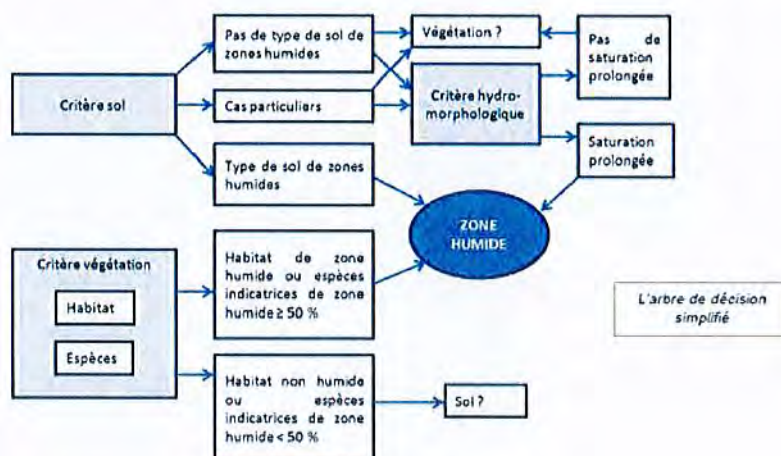 Pas de type de sol de
zones humides
Végétation ?
Pas de
saturation
prolongée
Critère sol
Cas particuliers
Critère hydro-
morphologique
Type de sol de zones
humides
Saturation
prolongée
ZONE
HUMIDE
Critère végétation
Habitat
Espèces
Habitat de zone
humide ou espèces
indicatrices de zone
humide ≥ 50 %
L'arbre de décision
simplifié
Habitat non humide
ou espèces
indicatrices de zone
humide < 50 %
Sol ?